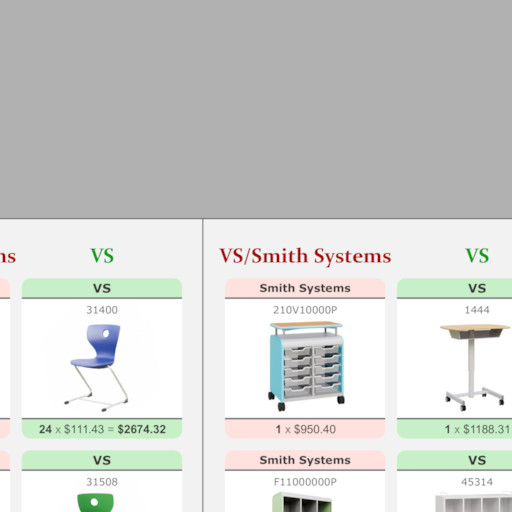 ms
VS
VS
31400
24 x $111.43 = $2674.32
VS
31508
VS/Smith Systems
VS
Smith Systems
210V10000P
1 x $950.40
VS
1444
1 x $1188.31
Smith Systems
F11000000P
VS
45314